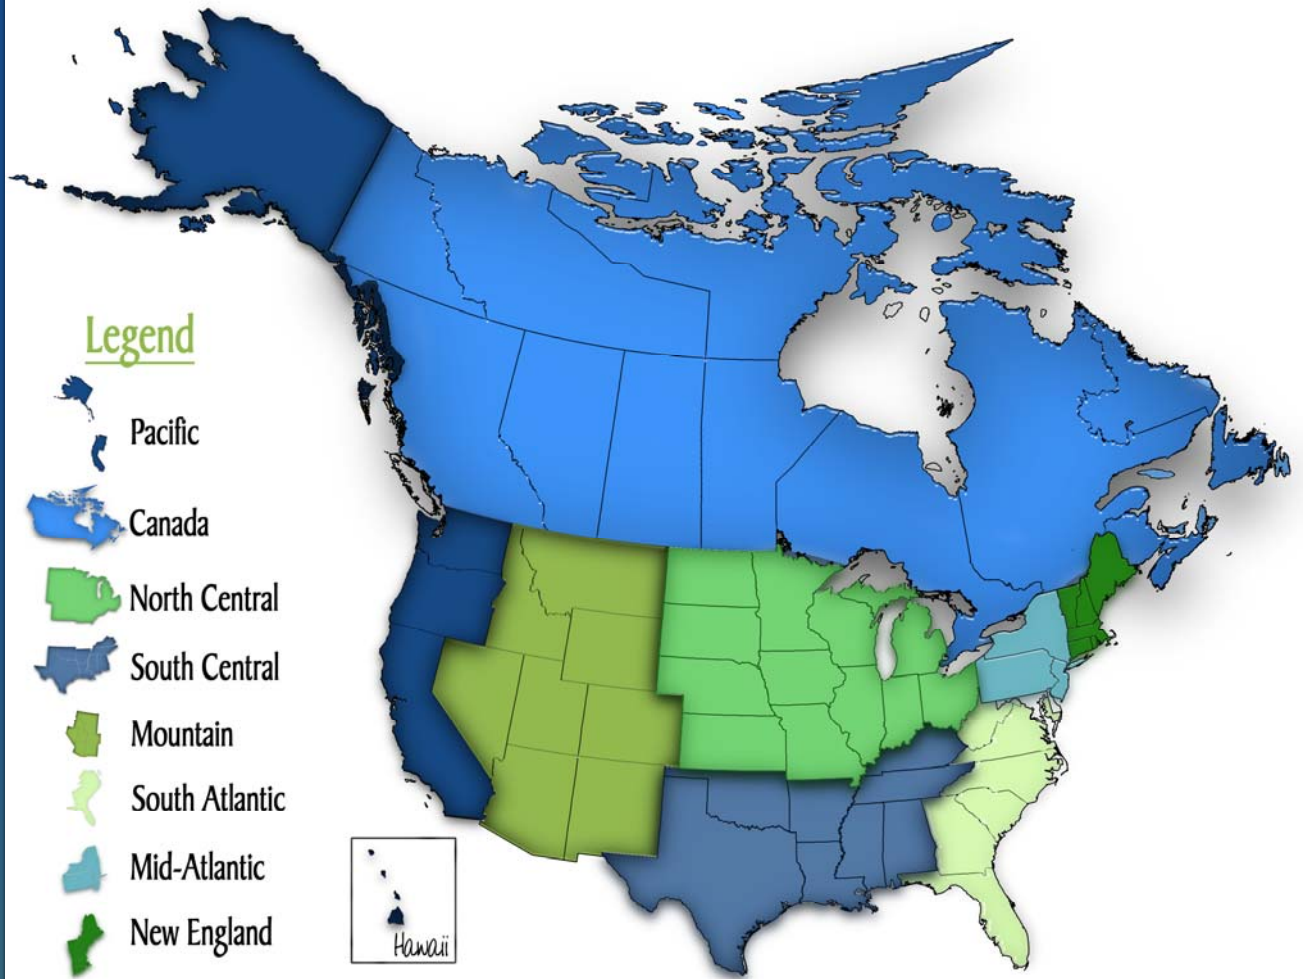 Legend
Pacific
Canada
North Central
South Central
Mountain
South Atlantic
Mid-Atlantic
New England
Hawaii